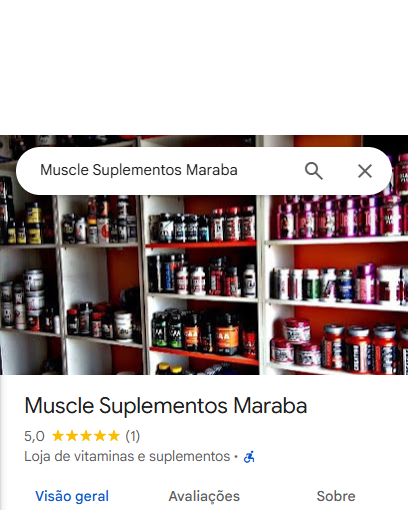 Muscle Suplementos Maraba
Muscle Suplementos Maraba
5,0 ★★★★★ (1)
Loja de vitaminas e suplementos ·
Visão geral Avaliações Sobre